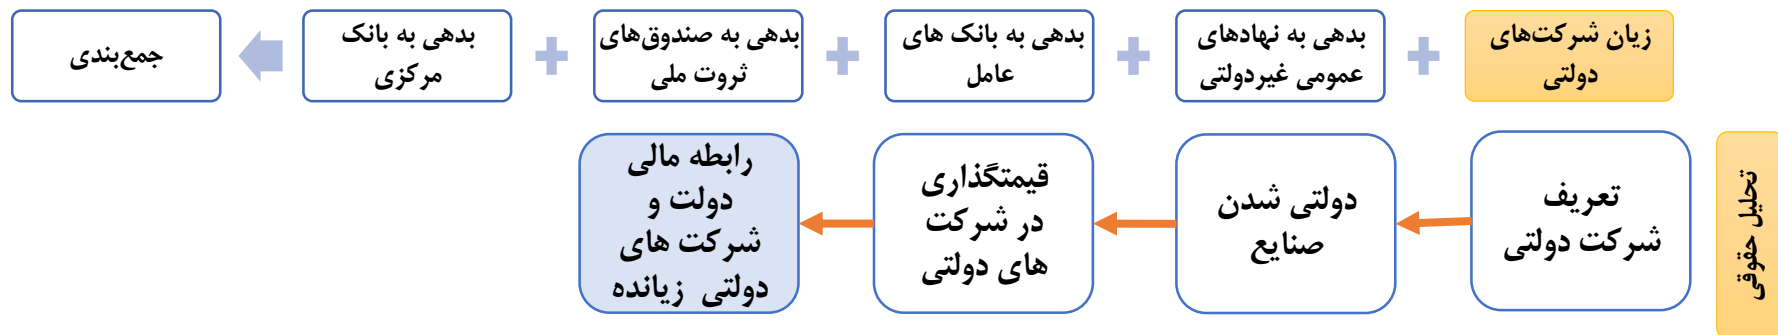 زیان شرکت‌های
دولتی
بدهی به نهادهای
عمومی غیردولتی
بدهی به بانک های
عامل
بدهی به صندوق‌های
ثروت ملی
بدهی به بانک
مرکزی
جمع‌بندی
تحلیل حقوقی
تعریف
شرکت دولتی
دولتی شدن
صنایع
قیمتگذاری
در شرکت
های دولتی
رابطه مالی
دولت و
شرکت های
دولتی زیانده